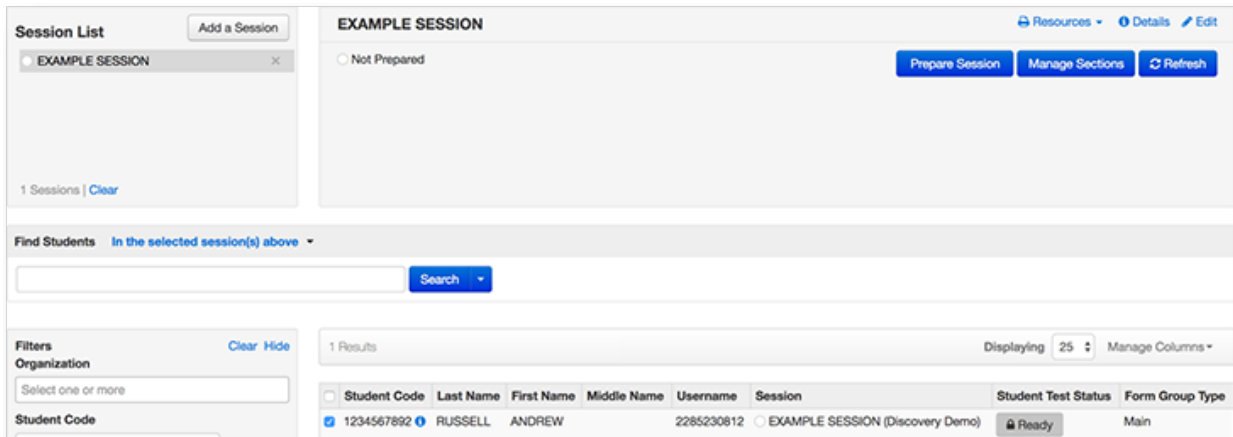 Session List
Add a Session
EXAMPLE SESSION
1 Sessions | Clear
EXAMPLE SESSION
Resources
Details
Edit
Not Prepared
Prepare Session
Manage Sections
Refresh
Find Students In the selected session(s) above
Search
Filters
Clear Hide
Organization
Select one or more
Student Code
1 Results
Displaying 25
Manage Columns
Student Code Last Name First Name Middle Name Username Session Student Test Status Form Group Type
1234567892 RUSSELL ANDREW 2285230812 EXAMPLE SESSION (Discovery Demo) Ready Main